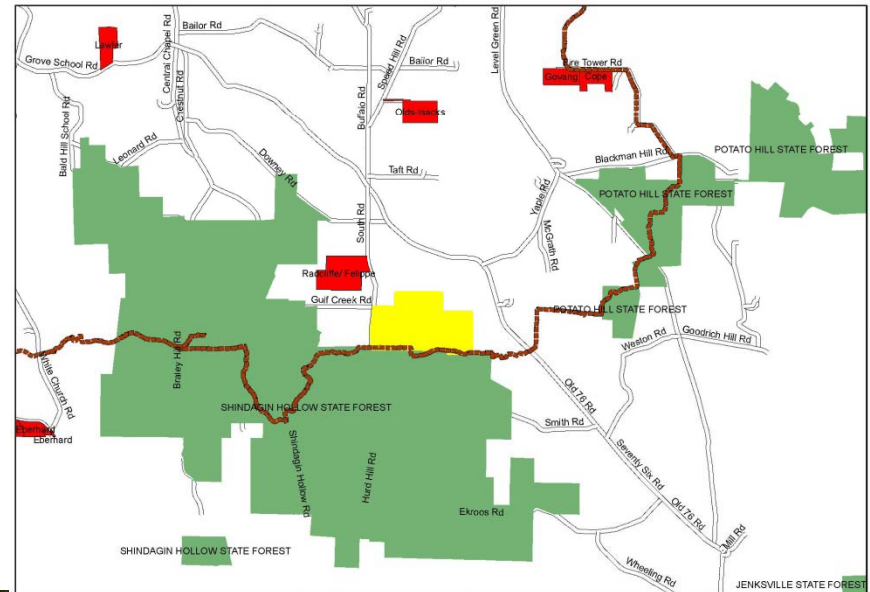 Bailor Rd
Central Chapel Rd
Lawler
Grove School Rd
Chestnut Rd
Bailor Rd
Speed Hill Rd
Buffalo Rd
Level Green Rd
Fire Tower Rd
Govang
Cope
Olds-Isacks
Bald Hill School Rd
Leonard Rd
Downey Rd
Taft Rd
Blackman Hill Rd
POTATO HILL STATE FOREST
POTATO HILL STATE FOREST
Yaple Rd
McGrath Rd
South Rd
Radcliffe/ Felippe
Gulf Creek Rd
POTATO HILL STATE FOREST
Weston Rd
Goodrich Hill Rd
Braley Hill Rd
White Church Rd
Old 76 Rd
SHINDAGIN HOLLOW STATE FOREST
Smith Rd
Eberhard
Eberhard
Shindagin Hollow Rd
Hurd Hill Rd
Seventy Six Rd
Ekroos Rd
Old 76 Rd
Mill Rd
SHINDAGIN HOLLOW STATE FOREST
Wheeling Rd
JENKSVILLE STATE FOREST